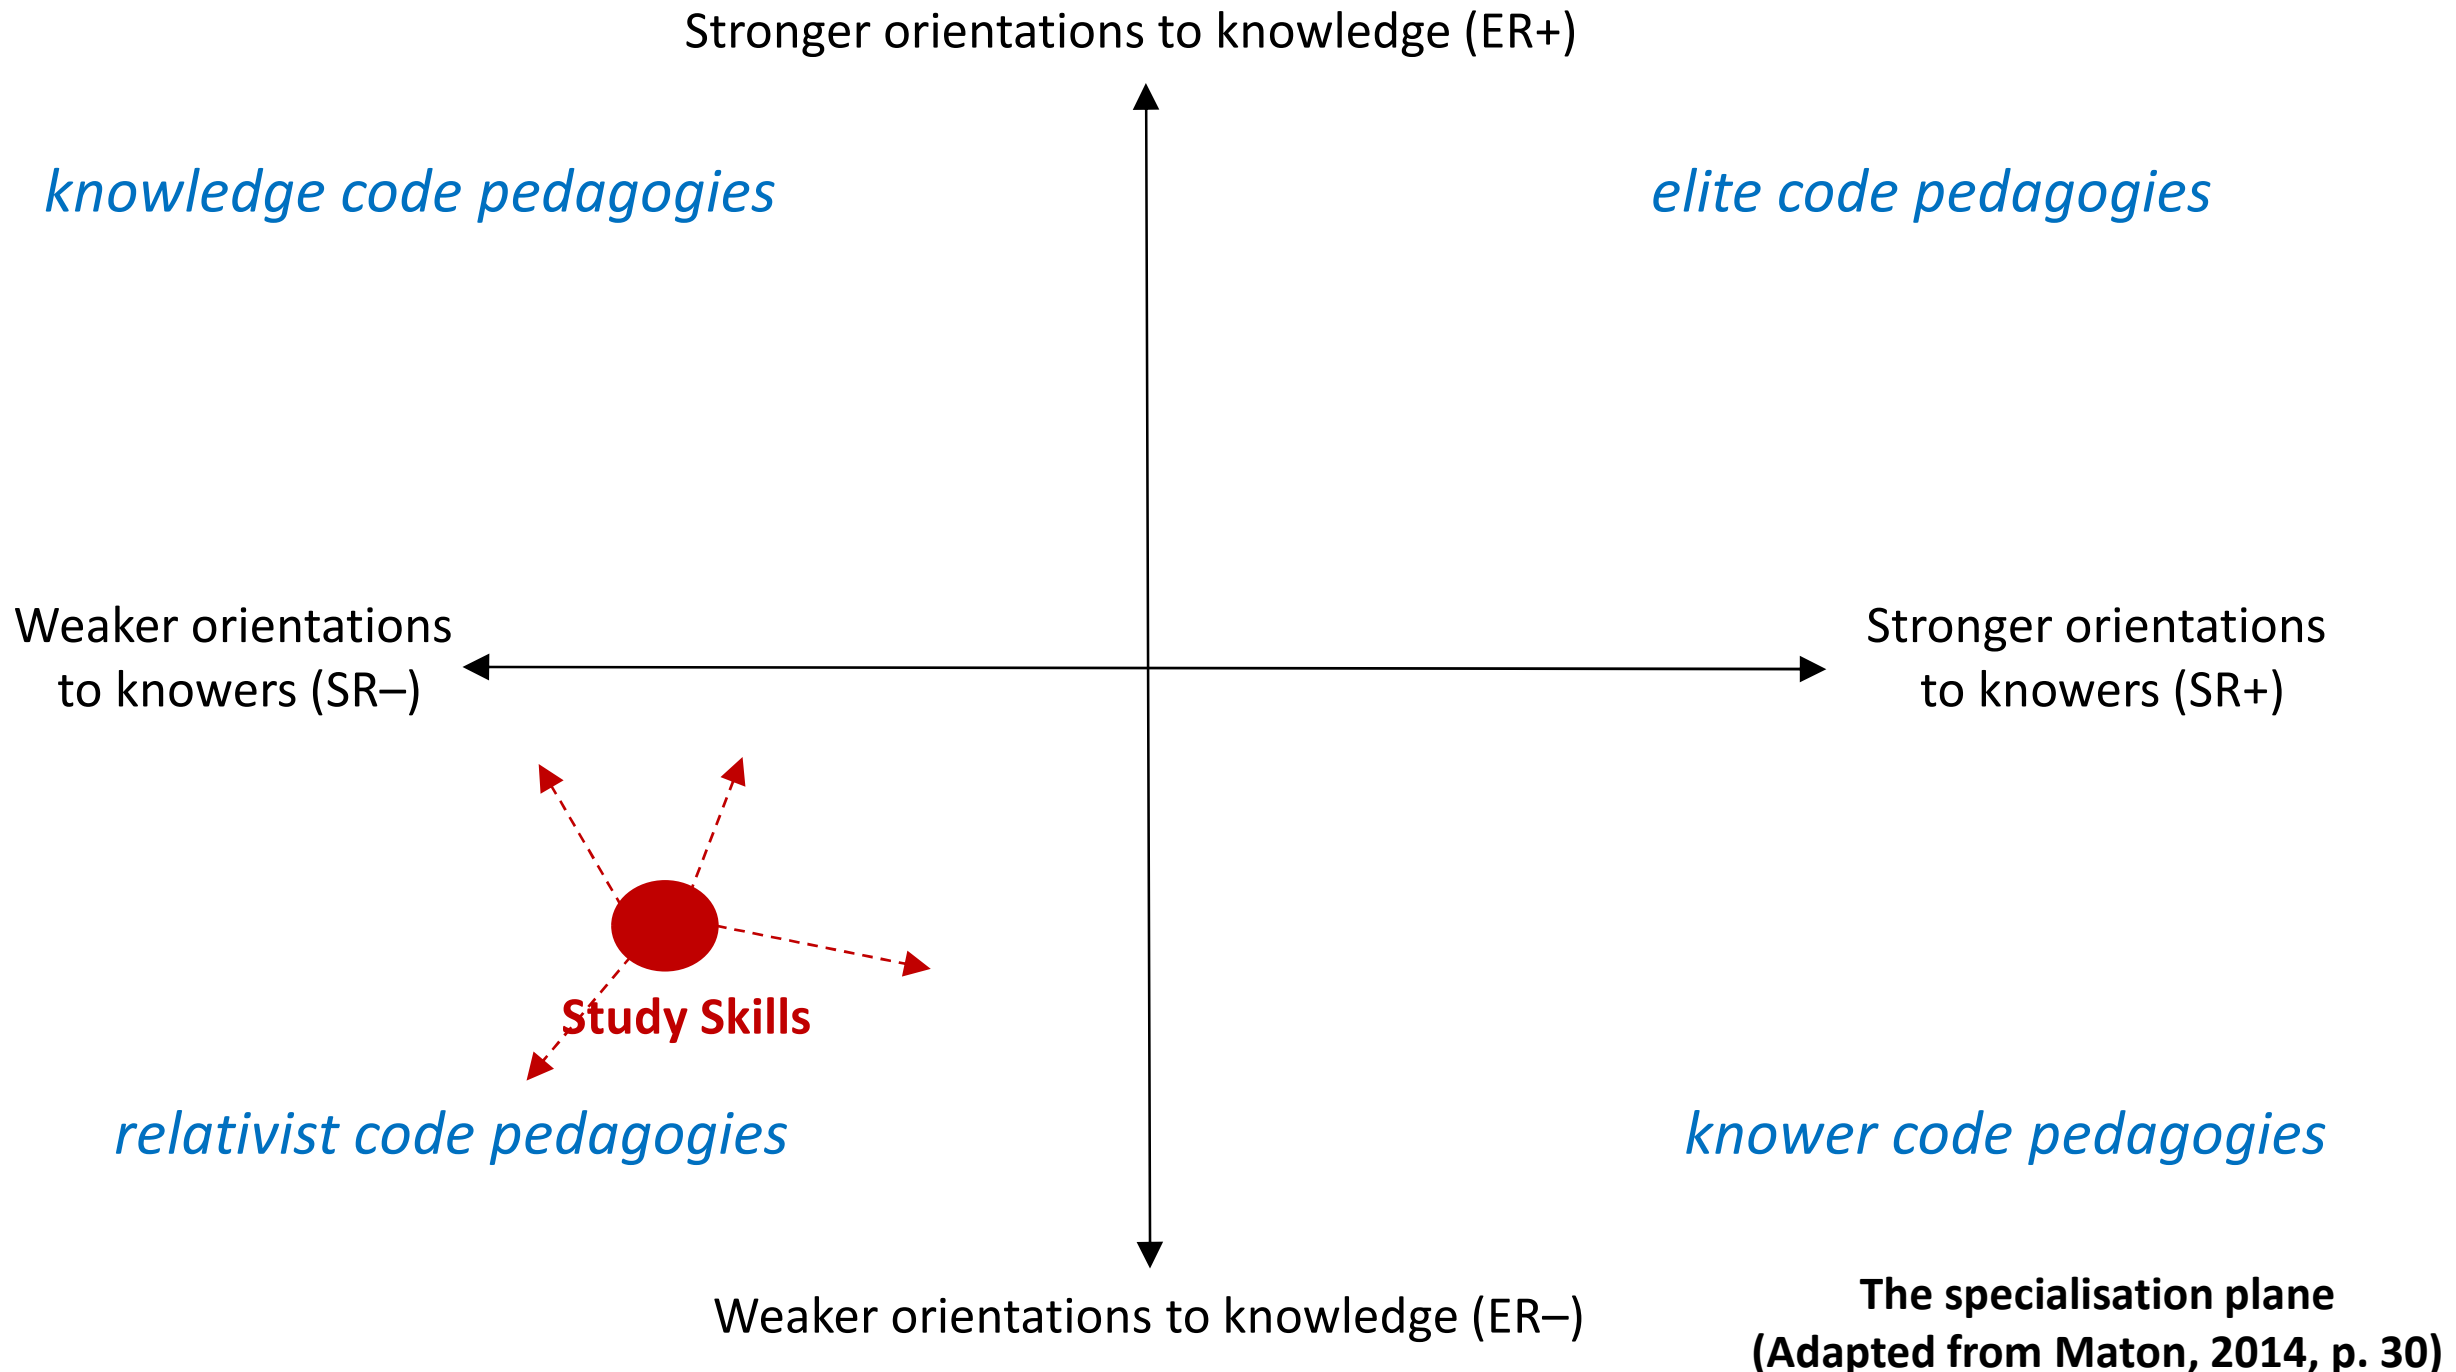 Stronger orientations to knowledge (ER+)
knowledge code pedagogies
elite code pedagogies
Weaker orientations
to knowers (SR–)
Stronger orientations
to knowers (SR+)
Study Skills
relativist code pedagogies
knower code pedagogies
Weaker orientations to knowledge (ER–)
The specialisation plane
(Adapted from Maton, 2014, p. 30)